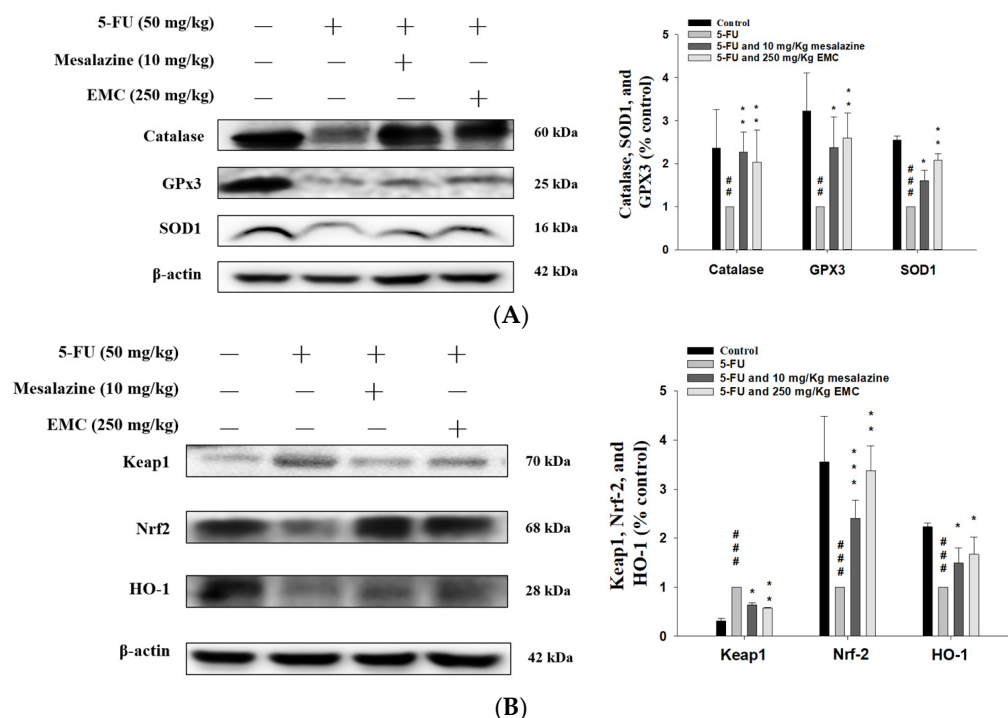 5-FU (50 mg/kg) — + + +
Mesalazine (10 mg/kg) — — + —
EMC (250 mg/kg) — — — +
Catalase 60 kDa
GPx3 25 kDa
SOD1 16 kDa
β-actin 42 kDa
Control
5-FU
5-FU and 10 mg/Kg mesalazine
5-FU and 250 mg/Kg EMC
Catalase, SOD1, and
GPX3 (% control)
5
4
3
2
1
0
* * * * * * * * *
# # # # # # #
Catalase GPX3 SOD1
(A)
5-FU (50 mg/kg) — + + +
Mesalazine (10 mg/kg) — — + —
EMC (250 mg/kg) — — — +
Keap1 70 kDa
Nrf2 68 kDa
HO-1 28 kDa
β-actin 42 kDa
Control
5-FU
5-FU and 10 mg/Kg mesalazine
5-FU and 250 mg/Kg EMC
Keap1, Nrf-2, and
HO-1 (% control)
6
5
4
3
2
1
0
# # # * * *
# # # * * * * *
# # # * *
Keap1 Nrf-2 HO-1
(B)